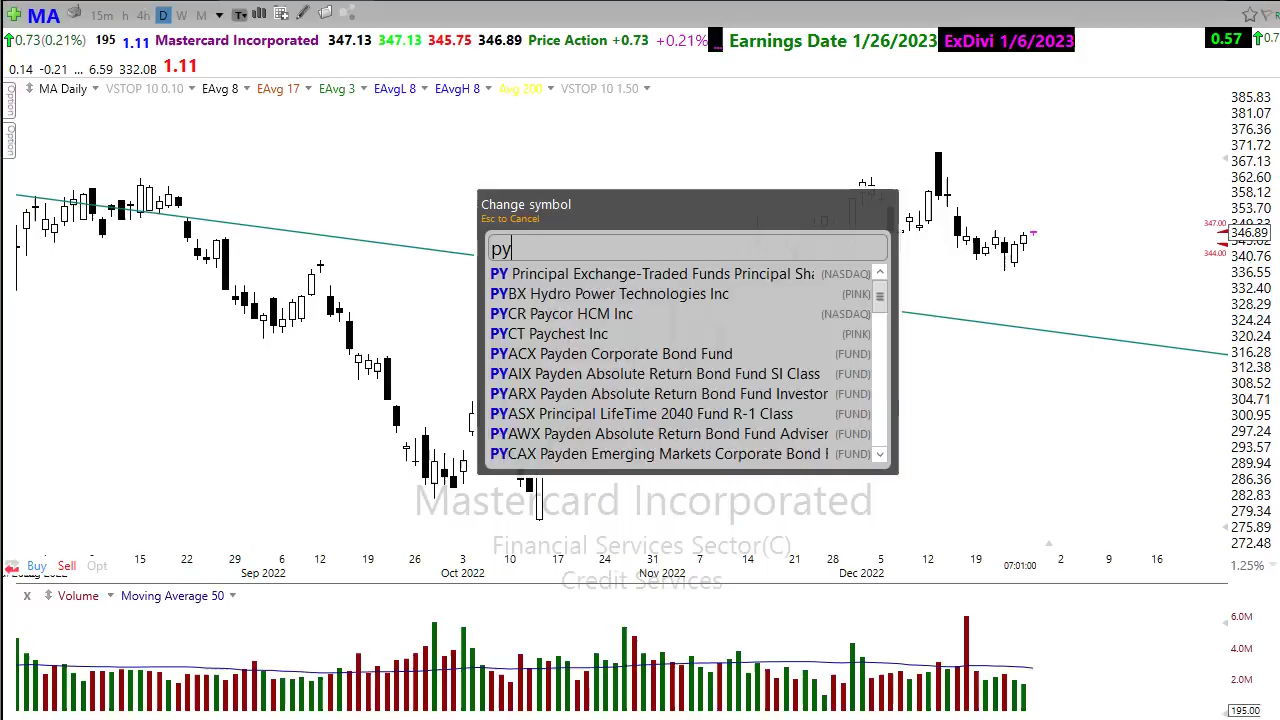 MA 15m h 4h D W M
0.73(0.21%) 195 1.11 Mastercard Incorporated 347.13 347.13 345.75 346.89 Price Action +0.73 +0.21% Earnings Date 1/26/2023 ExDivi 1/6/2023 0.57 0.7
0.14 -0.21 ... 6.59 332.0B 1.11
MA Daily VSTOP 10 0.10 EAvg 8 EAvg 17 EAvg 3 EAvgL 8 EAvgH 8 Avg 200 VSTOP 10 1.50
Option
Option
385.83
381.07
376.36
371.72
367.13
362.60
358.12
353.70
347.00
346.89
344.00
340.76
336.55
332.40
328.29
324.24
320.24
316.28
312.38
308.52
304.71
300.95
297.24
293.57
289.94
286.36
282.83
279.34
275.89
272.48
1.25%
Change symbol
Esc to Cancel
py
PY Principal Exchange-Traded Funds Principal Sha (NASDAQ)
PYBX Hydro Power Technologies Inc (PINK)
PYCR Paycor HCM Inc (NASDAQ)
PYCT Paychest Inc (PINK)
PYACX Payden Corporate Bond Fund (FUND)
PYAIX Payden Absolute Return Bond Fund SI Class (FUND)
PYARX Payden Absolute Return Bond Fund Investor (FUND)
PYASX Principal LifeTime 2040 Fund R-1 Class (FUND)
PYAWX Payden Absolute Return Bond Fund Adviser (FUND)
PYCAX Payden Emerging Markets Corporate Bond F (FUND)
Mastercard Incorporated
Financial Services Sector(C)
Credit Services
15 22 29 6 12 19 26 3 10 17 24 31 7 14 21 28 5 12 19 07:01:00 2 9 16
Buy Sell Opt
Sep 2022 Oct 2022 Nov 2022 Dec 2022
x Volume Moving Average 50
6.0M
4.0M
2.0M
195.00